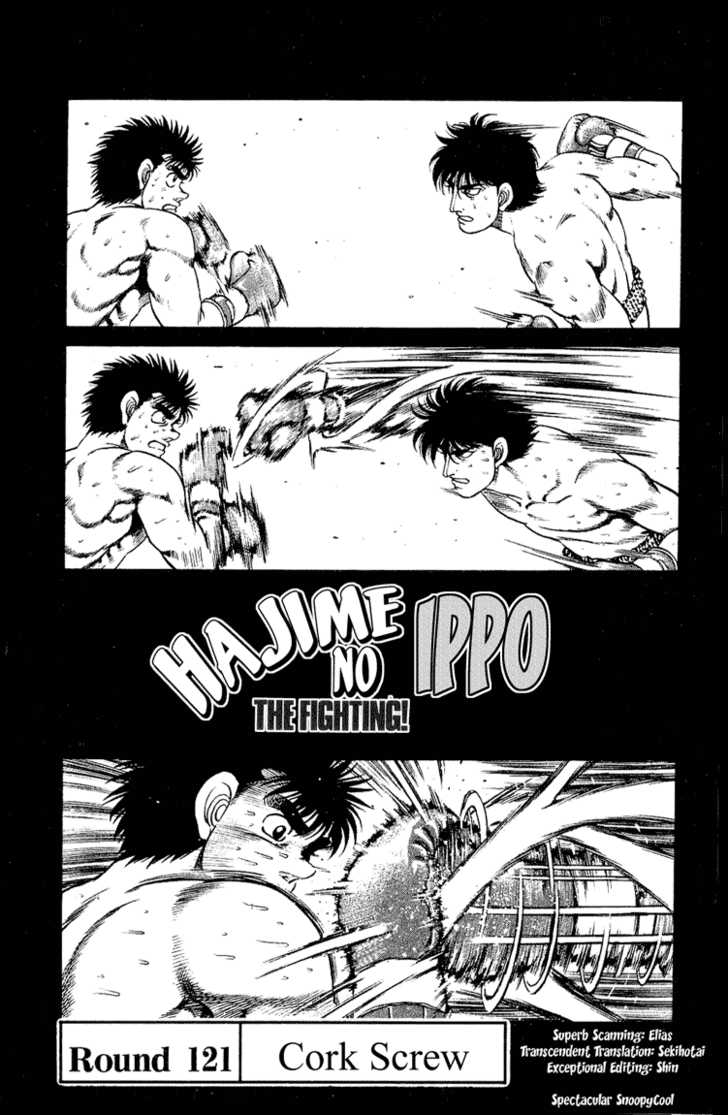 HAJIME
NO
IPPO
THE FIGHTING!
Round 121
Cork Screw
Superb Scanning: Elias
Transcendent Translation: Sekihotai
Exceptional Editing: Shin
Spectacular SnoopyCool